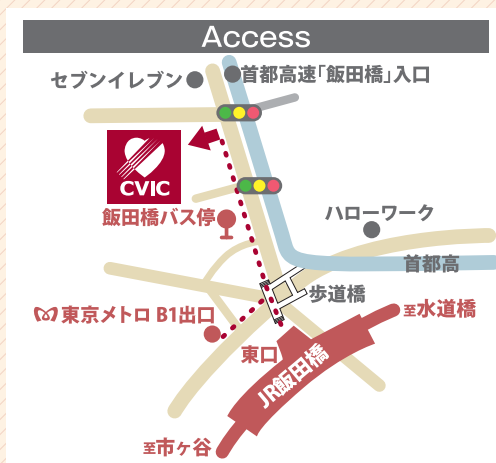 Access
セブンイレブン
首都高速「飯田橋」入口
CVIC
飯田橋バス停
ハローワーク
首都高
歩道橋
東京メトロ B1出口
至水道橋
東口
JR飯田橋
至市ヶ谷